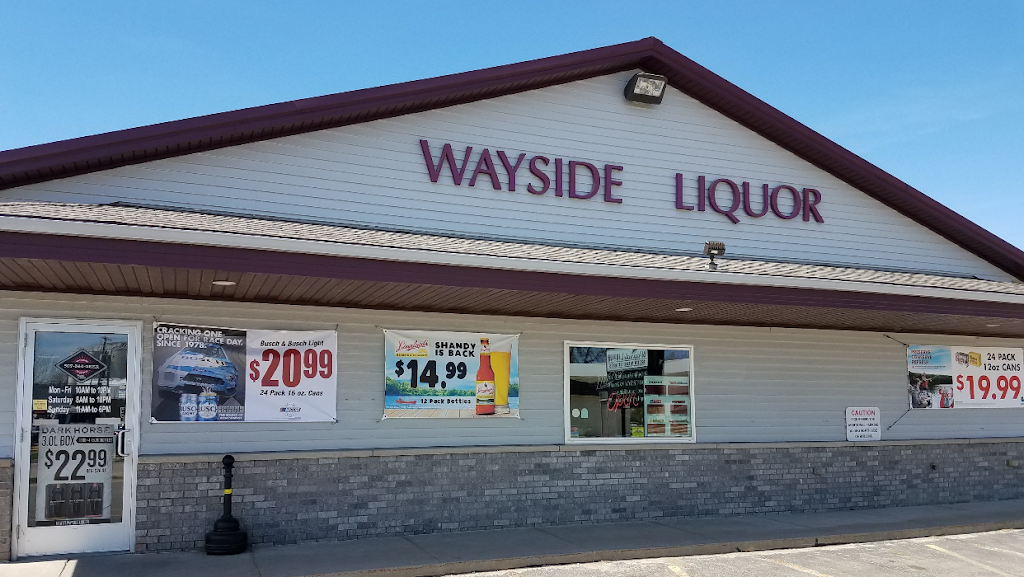 WAYSIDE LIQUOR
CRACKING ONE
OPEN FOR RACE DAY.
SINCE 1978.
BUSCH
Busch & Busch Light
$20.99
24 Pack 16 oz. Cans
Leinenkugel's
SHANDY
IS BACK
$14.99
12 Pack Bottles
Open
CAUTION
24 PACK
12oz CANS
$19.99
Mon - Fri 10AM to 10PM
Saturday 8AM to 10PM
Sunday 11AM-to 6PM
DARKHORSE
3.0L BOX
$22.99